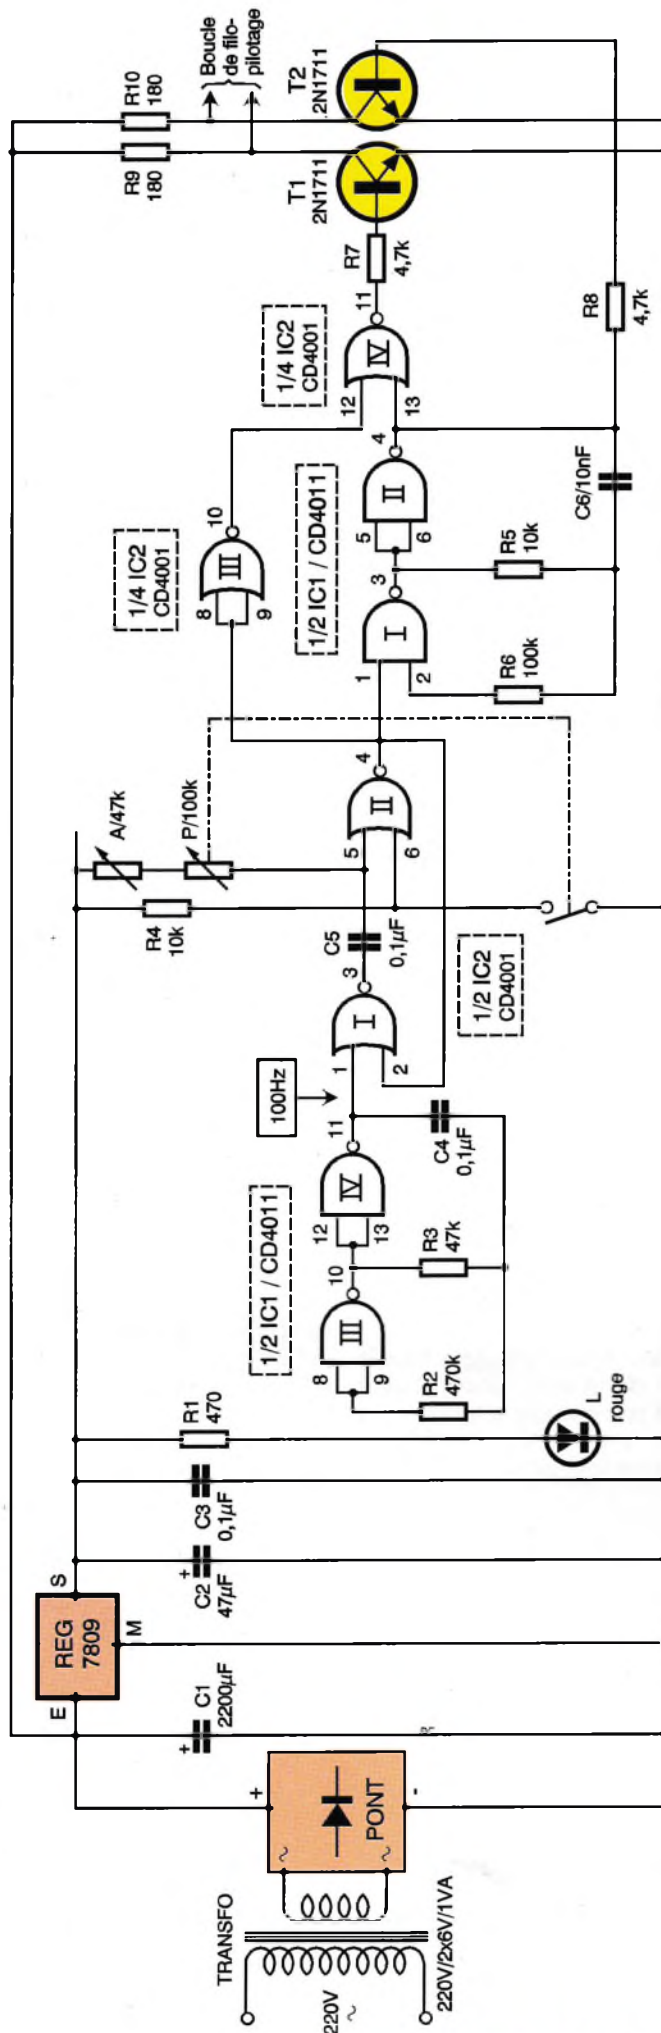 220V
~
TRANSFO
220V/2x6V/1VA
~
~
+
-
PONT
E
REG
7809
S
M
+
C1
2200µF
+
C2
47µF
C3
0,1µF
R1
470
L
rouge
1/2 IC1 / CD4011
8
9
III
10
12
13
IV
11
R2
470k
R3
47k
C4
0,1µF
100Hz
1
2
I
3
C5
0,1µF
R4
10k
A/47k
P/100k
5
6
II
4
1/2 IC2
CD4001
1/4 IC2
CD4001
8
9
III
10
1/2 IC1 / CD4011
1
2
I
3
5
6
II
4
R6
100k
R5
10k
C6/10nF
1/4 IC2
CD4001
12
13
IV
11
R7
4,7k
R8
4,7k
T1
2N1711
T2
2N1711
R9
180
R10
180
Boucle
de filo-
pilotage